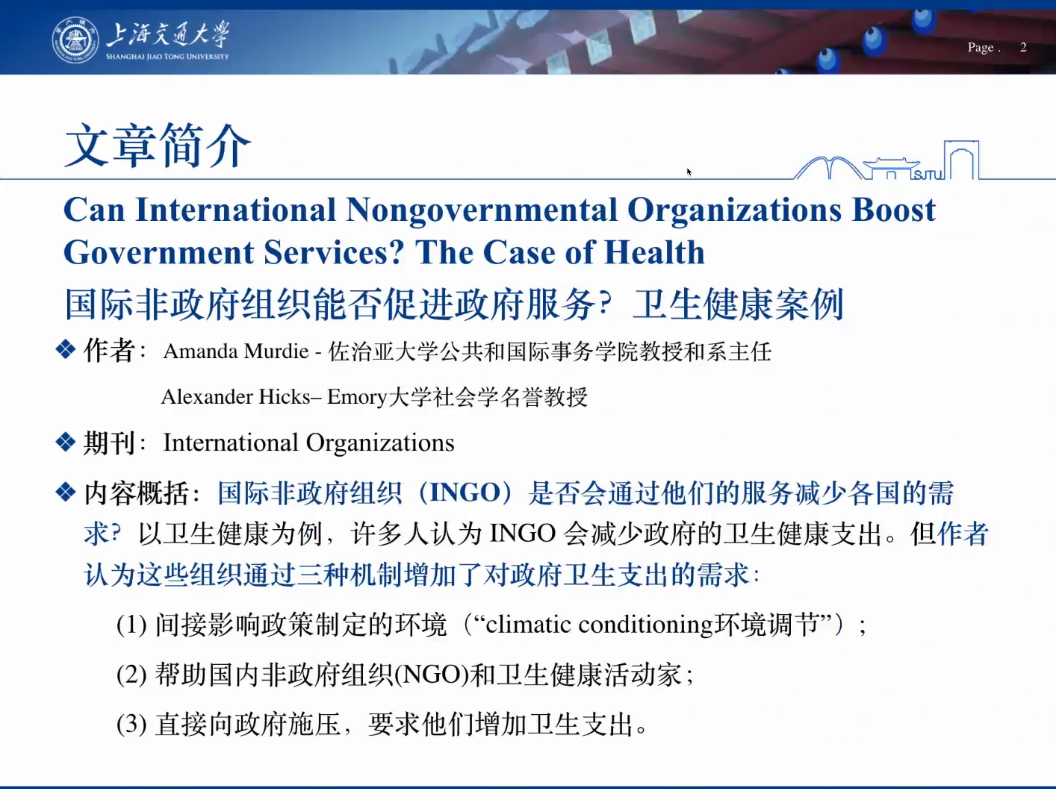 上海交通大学
SHANGHAI JIAO TONG UNIVERSITY
Page . 2
文章简介
SJTU
Can International Nongovernmental Organizations Boost
Government Services? The Case of Health
国际非政府组织能否促进政府服务？卫生健康案例
❖ 作者： Amanda Murdie - 佐治亚大学公共和国际事务学院教授和系主任
Alexander Hicks– Emory大学社会学名誉教授
❖ 期刊： International Organizations
❖ 内容概括：国际非政府组织（INGO）是否会通过他们的服务减少各国的需
求？以卫生健康为例，许多人认为 INGO 会减少政府的卫生健康支出。但作者
认为这些组织通过三种机制增加了对政府卫生支出的需求：
(1) 间接影响政策制定的环境（“climatic conditioning环境调节”）;
(2) 帮助国内非政府组织(NGO)和卫生健康活动家；
(3) 直接向政府施压，要求他们增加卫生支出。